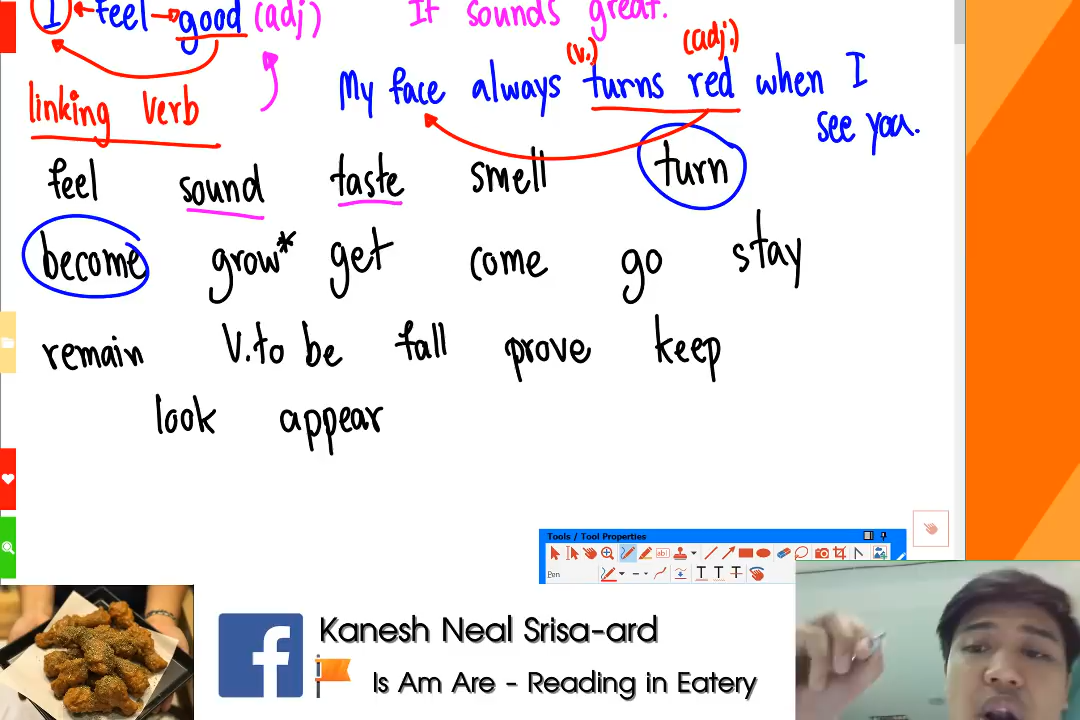 I feel good (adj) It sounds great.
(v.) (adj.)
My face always turns red when I
see you.
linking verb
feel sound taste smell turn
become grow* get come go stay
remain V.to be fall prove keep
look appear
Tools / Tool Properties
Pen
Kanesh Neal Srisa-ard
Is Am Are - Reading in Eatery